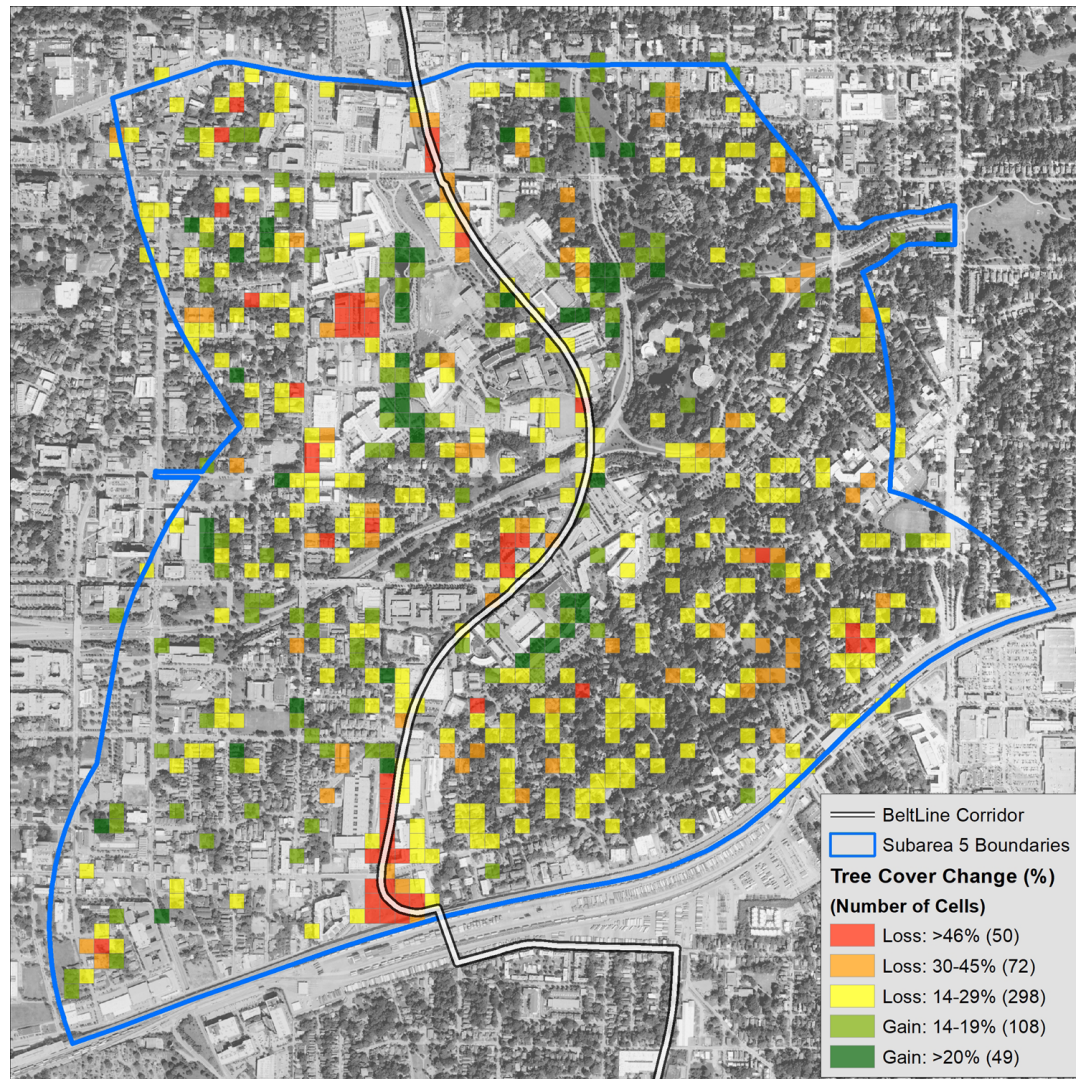 BeltLine Corridor
Subarea 5 Boundaries
Tree Cover Change (%)
(Number of Cells)
Loss: >46% (50)
Loss: 30-45% (72)
Loss: 14-29% (298)
Gain: 14-19% (108)
Gain: >20% (49)